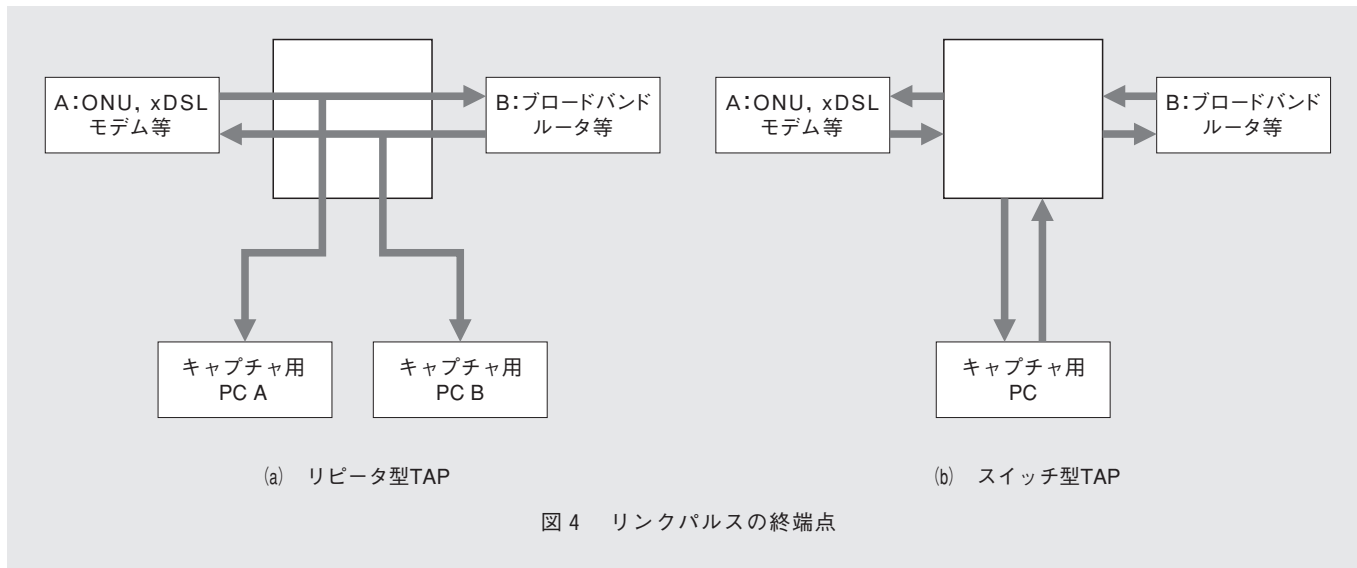 A：ONU，xDSL
モデム等
B：ブロードバンド
ルータ等
キャプチャ用
PC A
キャプチャ用
PC B
(a)　リピータ型TAP
A：ONU，xDSL
モデム等
B：ブロードバンド
ルータ等
キャプチャ用
PC
(b)　スイッチ型TAP
図4　リンクパルスの終端点